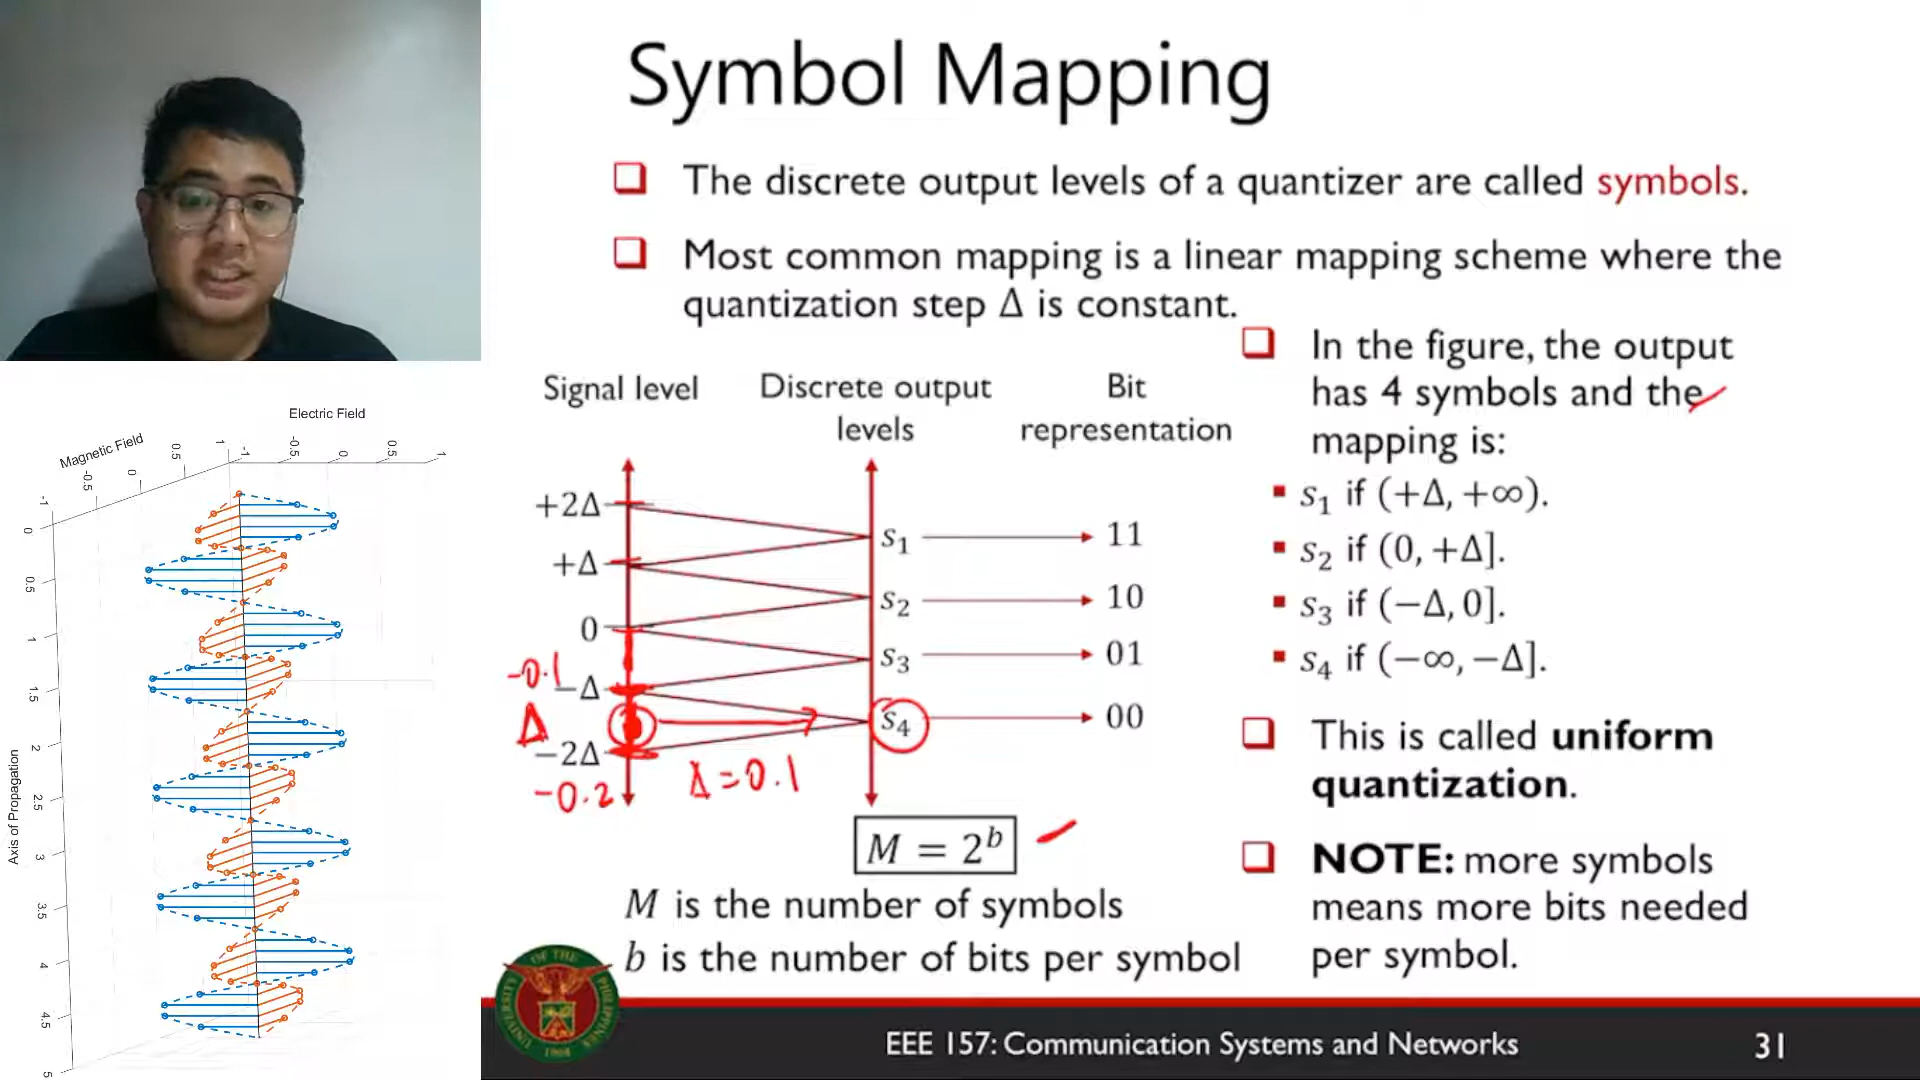 Symbol Mapping
❑ The discrete output levels of a quantizer are called symbols.
❑ Most common mapping is a linear mapping scheme where the
quantization step Δ is constant.
Signal level
Discrete output
levels
Bit
representation
+2Δ
+Δ
0
−Δ
−2Δ
s₁
s₂
s₃
s₄
11
10
01
00
-0.1
Δ
-0.2
Δ=0.1
M = 2ᵇ
M is the number of symbols
b is the number of bits per symbol
❑ In the figure, the output
has 4 symbols and the
mapping is:
▪ s₁ if (+Δ, +∞).
▪ s₂ if (0, +Δ].
▪ s₃ if (−Δ, 0].
▪ s₄ if (−∞, −Δ].
❑ This is called uniform
quantization.
❑ NOTE: more symbols
means more bits needed
per symbol.
Electric Field
-1
-0.5
0
0.5
1
Magnetic Field
-1
-0.5
0
0.5
1
Axis of Propagation
0
0.5
1
1.5
2
2.5
3
3.5
4
4.5
5
UNIVERSITY OF THE PHILIPPINES
1908
EEE 157: Communication Systems and Networks
31